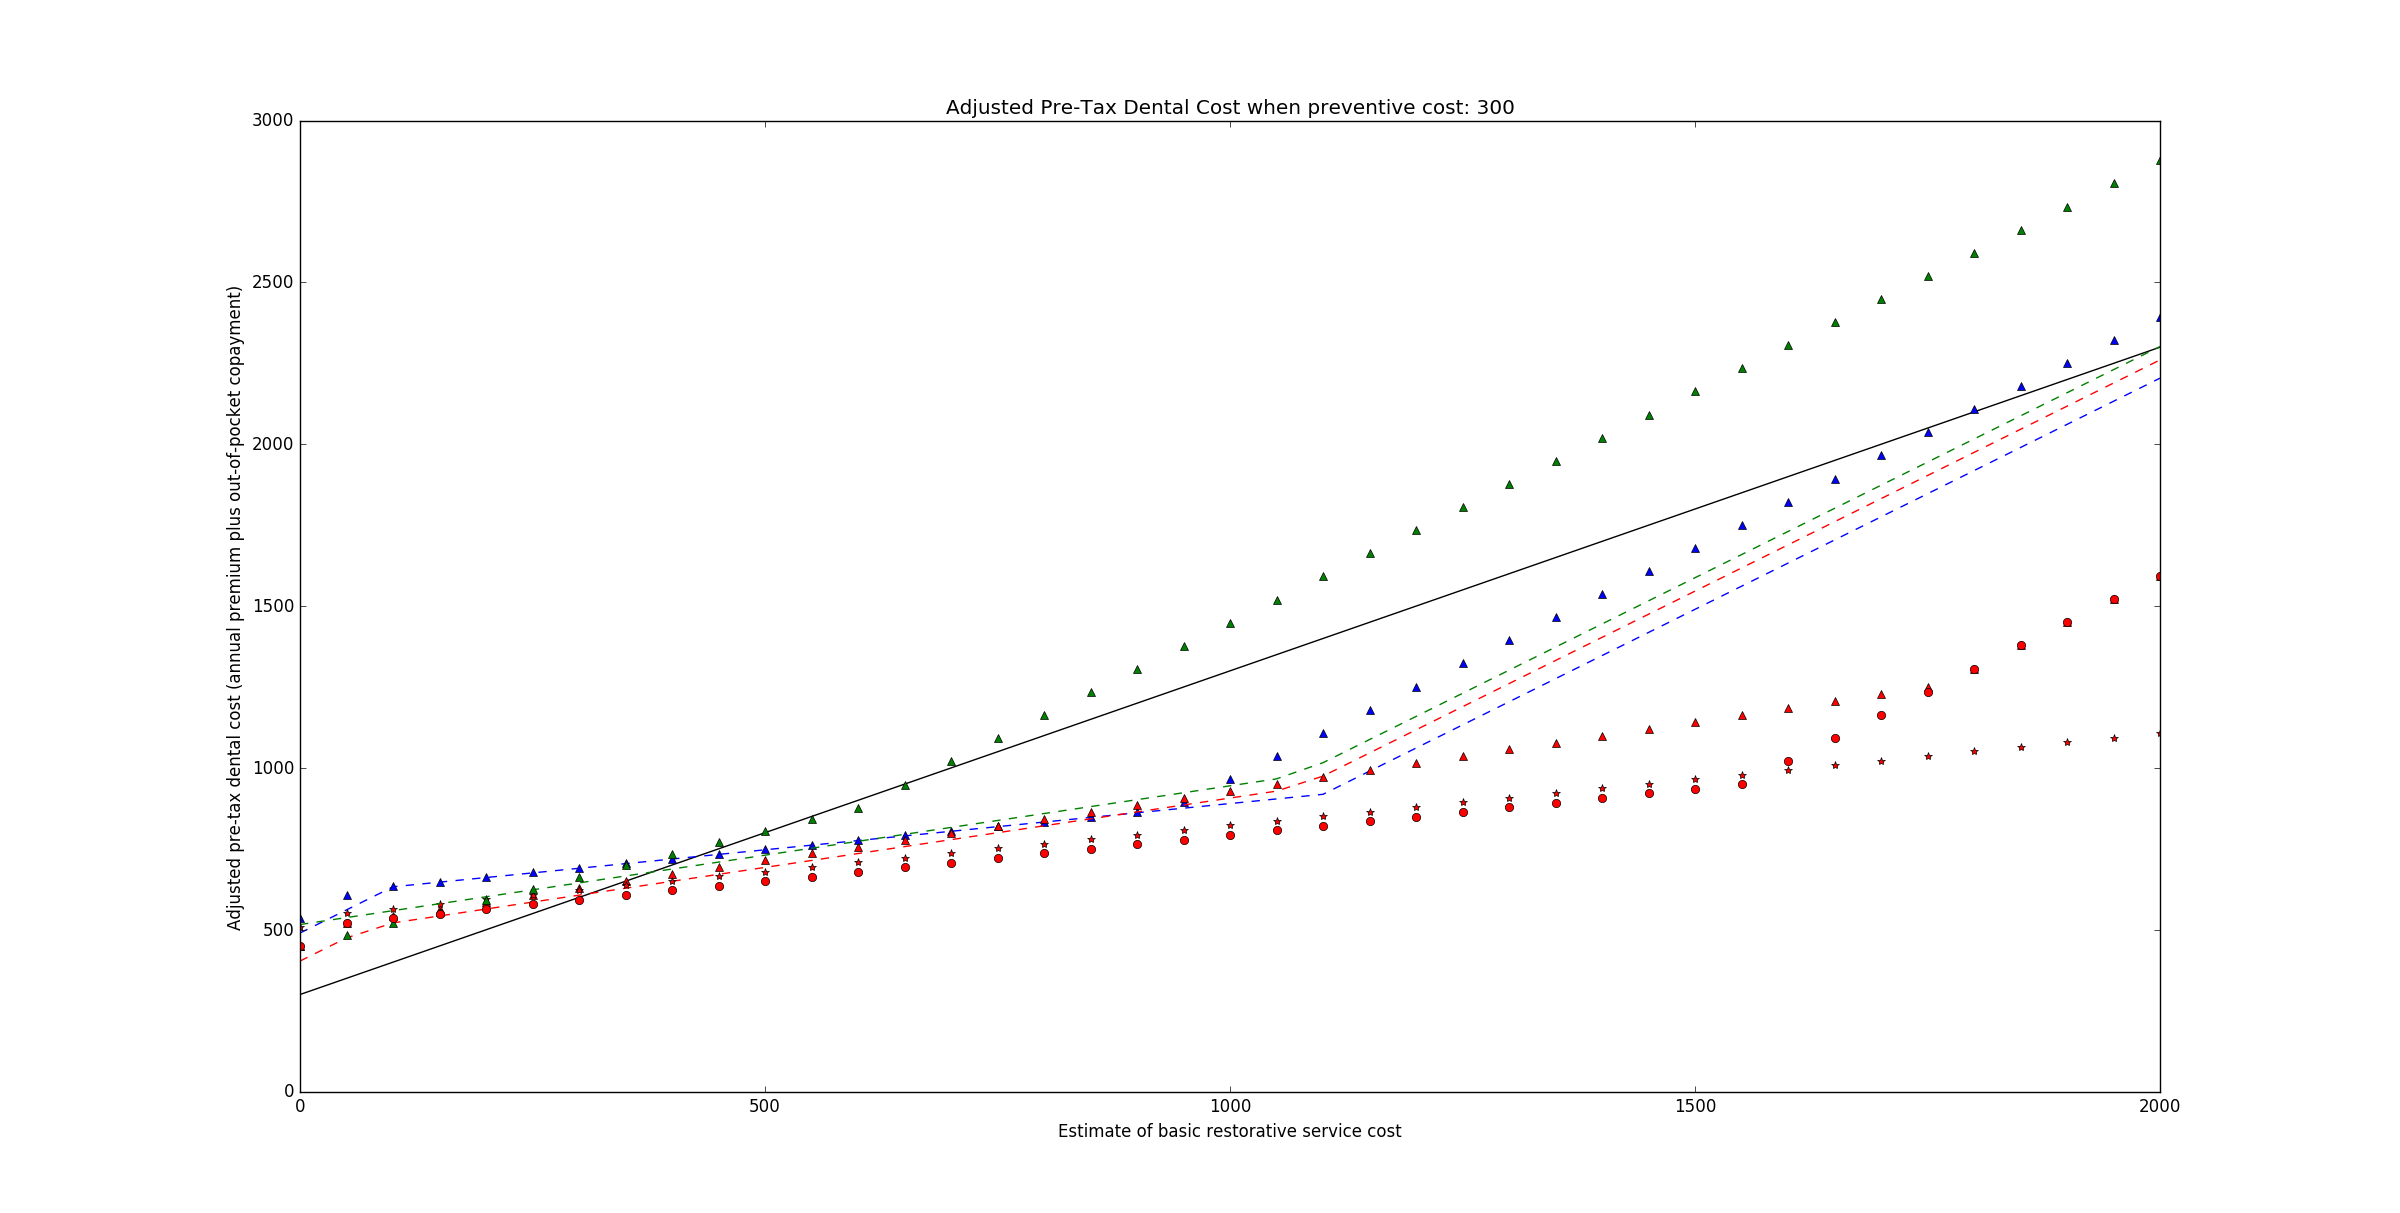 Adjusted Pre-Tax Dental Cost when preventive cost: 300
3000
2500
2000
1500
1000
500
0
Adjusted pre-tax dental cost (annual premium plus out-of-pocket copayment)
0 500 1000 1500 2000
Estimate of basic restorative service cost